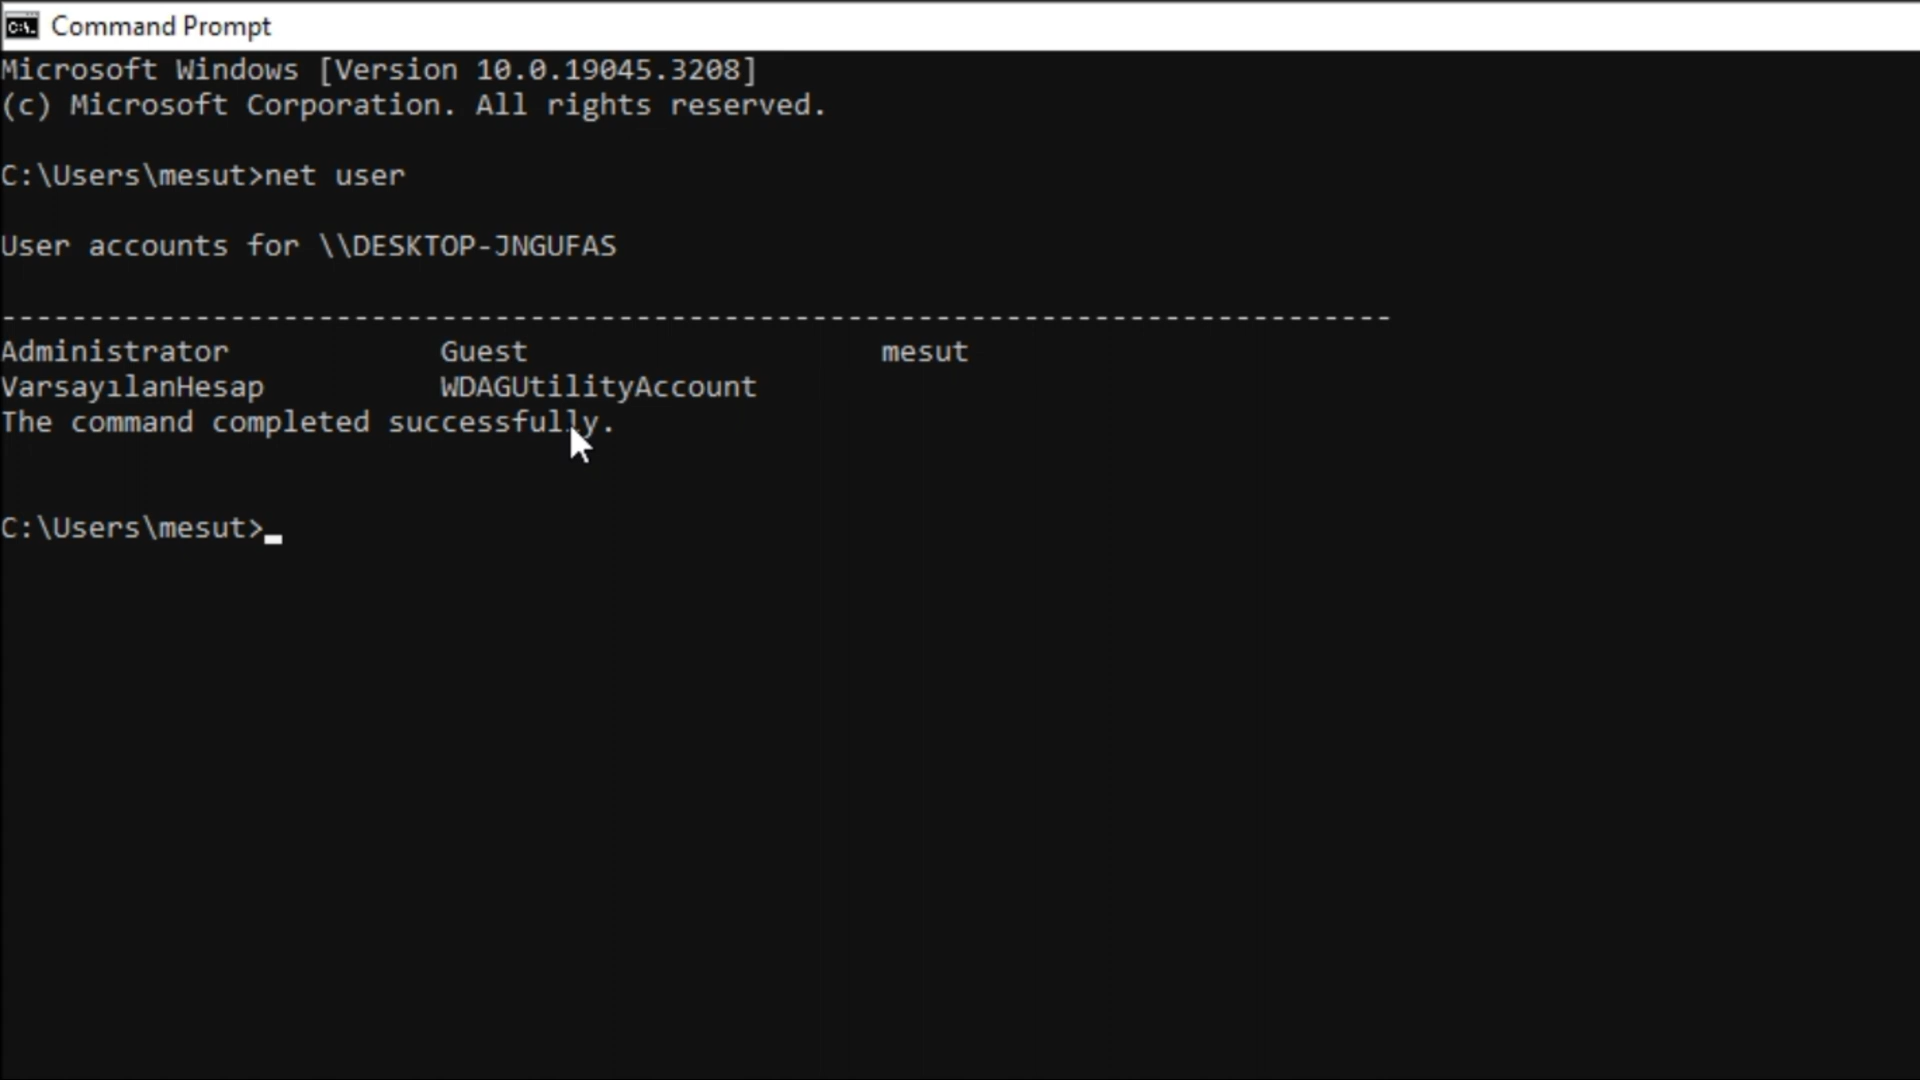 Command Prompt
Microsoft Windows [Version 10.0.19045.3208]
(c) Microsoft Corporation. All rights reserved.
C:\Users\mesut>net user
User accounts for \\DESKTOP-JNGUFAS
-------------------------------------------------------------------------------
Administrator            Guest                    mesut
VarsayılanHesap          WDAGUtilityAccount
The command completed successfully.
C:\Users\mesut>